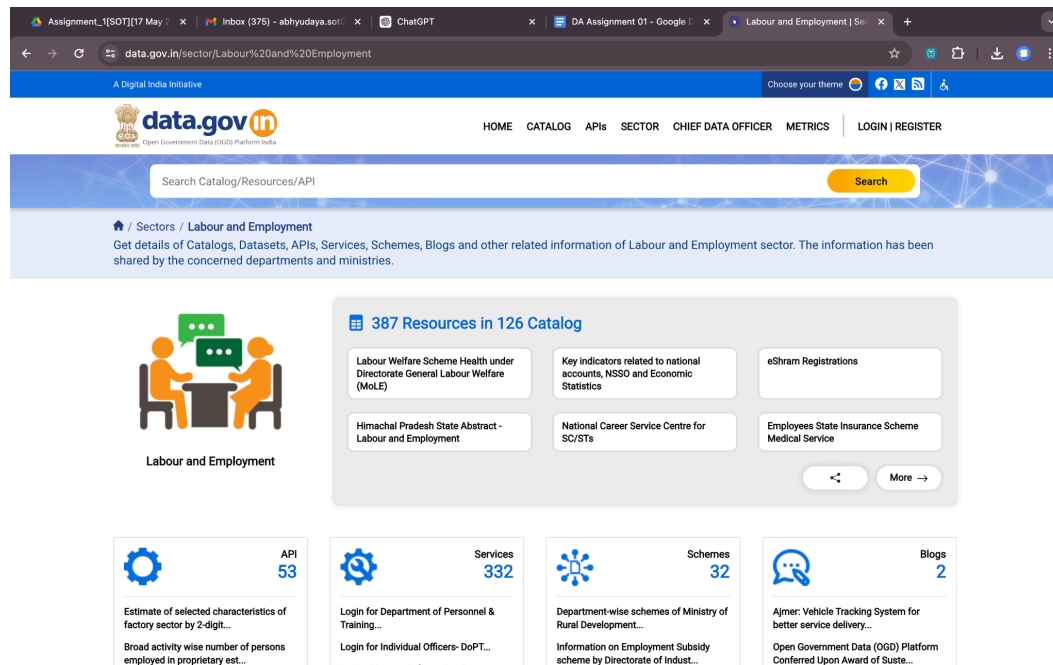 Assignment_1[SOT][17 May 2
Inbox (375) - abhyudaya.sot
ChatGPT
DA Assignment 01 - Google D
Labour and Employment | Sec
data.gov.in/sector/Labour%20and%20Employment
A Digital India Initiative
Choose your theme
data.gov in
Open Government Data (OGD) Platform India
HOME CATALOG APIs SECTOR CHIEF DATA OFFICER METRICS LOGIN | REGISTER
Search Catalog/Resources/API
Search
/ Sectors / Labour and Employment
Get details of Catalogs, Datasets, APIs, Services, Schemes, Blogs and other related information of Labour and Employment sector. The information has been
shared by the concerned departments and ministries.
Labour and Employment
387 Resources in 126 Catalog
Labour Welfare Scheme Health under
Directorate General Labour Welfare
(MoLE)
Key indicators related to national
accounts, NSSO and Economic
Statistics
eShram Registrations
Himachal Pradesh State Abstract -
Labour and Employment
National Career Service Centre for
SC/STs
Employees State Insurance Scheme
Medical Service
More →
API
53
Estimate of selected characteristics of
factory sector by 2-digit...
Broad activity wise number of persons
employed in proprietary est...
Services
332
Login for Department of Personnel &
Training...
Login for Individual Officers- DoPT...
Schemes
32
Department-wise schemes of Ministry of
Rural Development...
Information on Employment Subsidy
scheme by Directorate of Indust...
Blogs
2
Ajmer: Vehicle Tracking System for
better service delivery...
Open Government Data (OGD) Platform
Conferred Upon Award of Suste...